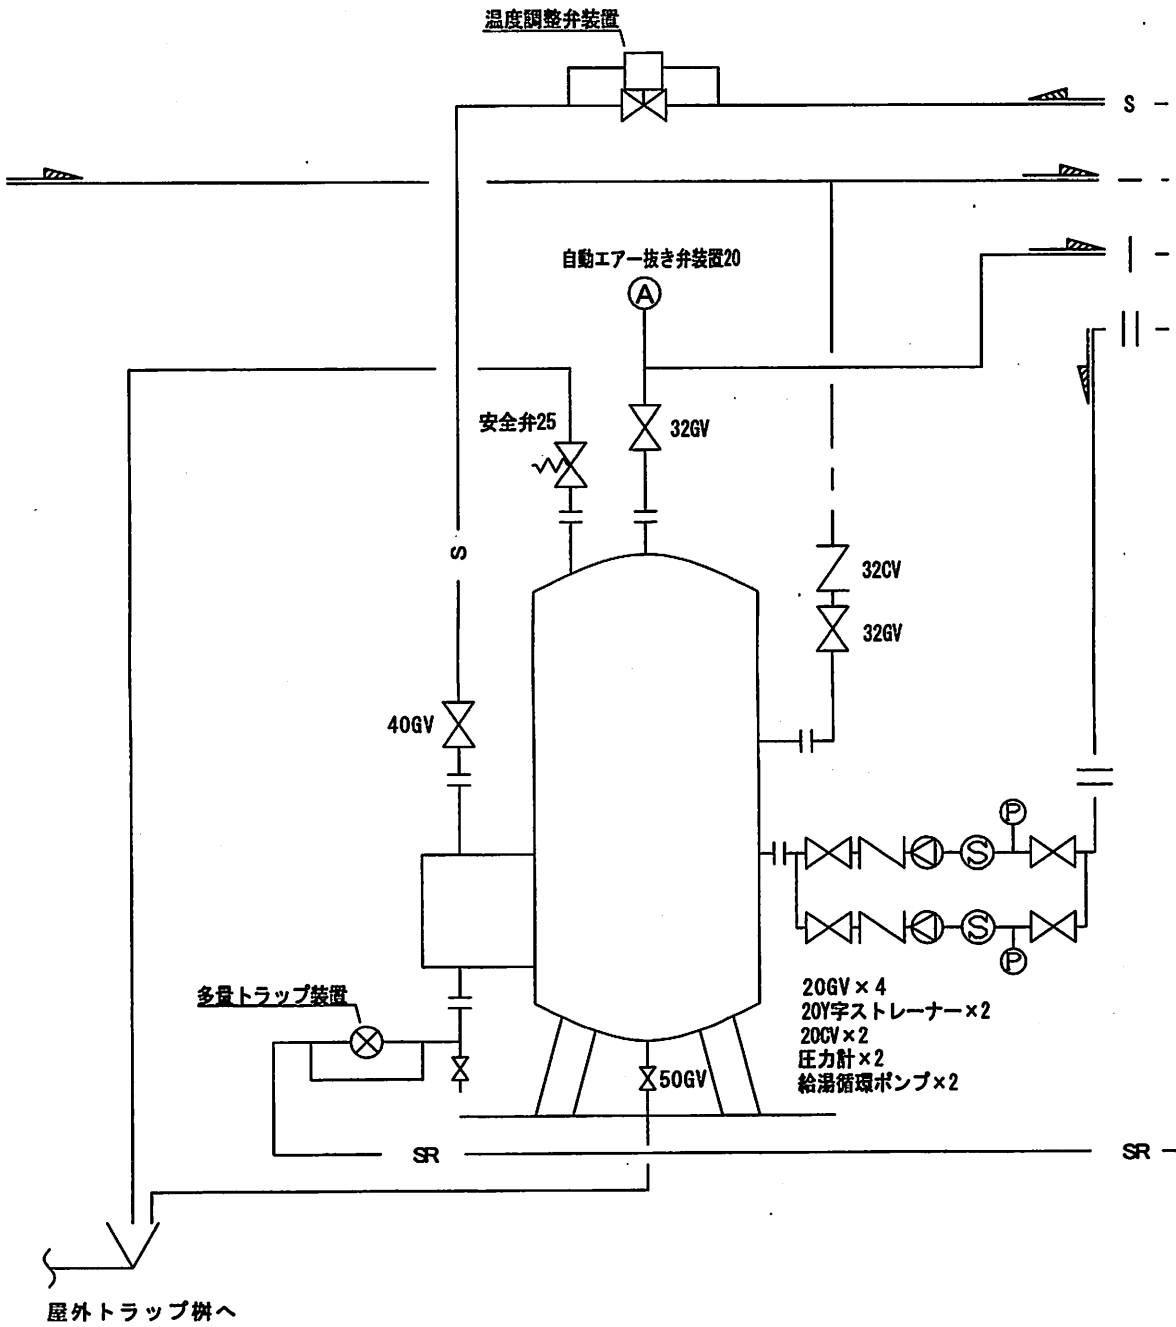 温度調整弁装置
S
自動エアー抜き弁装置20
A
安全弁25
32GV
S
32CV
32GV
40GV
P
S
S
P
多量トラップ装置
20GV×4
20Y字ストレーナー×2
20CV×2
圧力計×2
給湯循環ポンプ×2
50GV
SR
SR
屋外トラップ桝へ